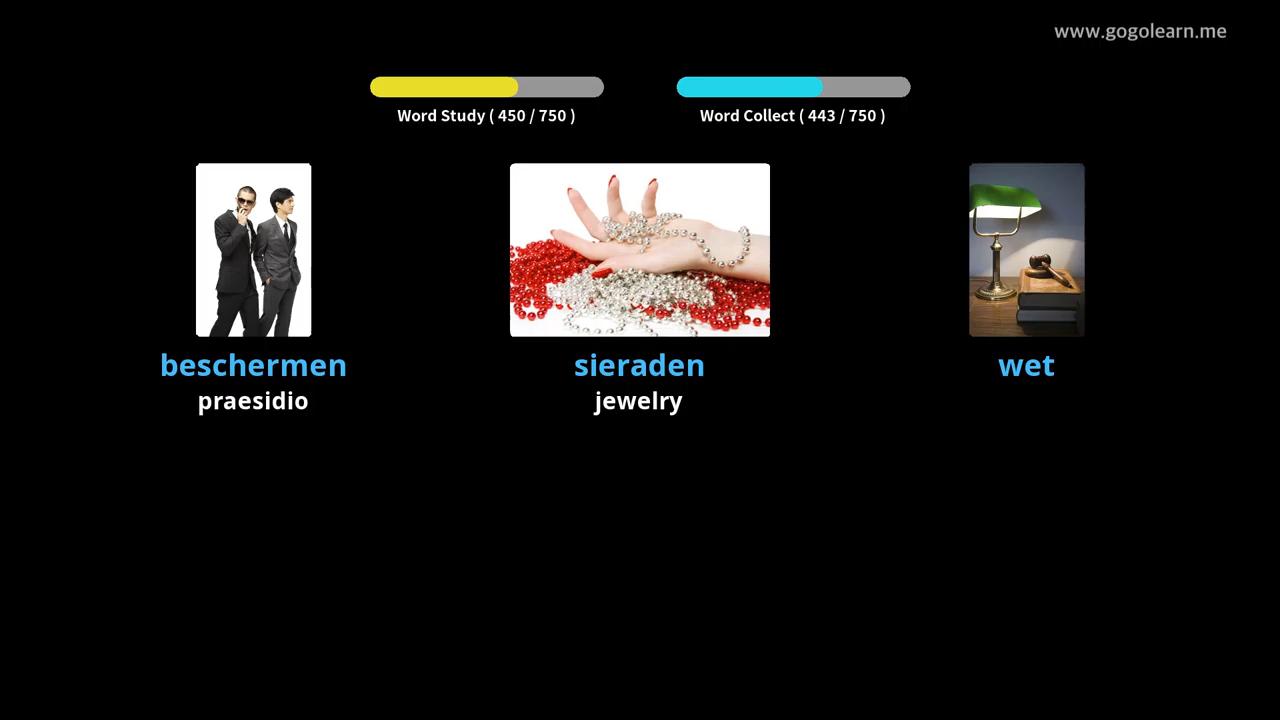 www.gogolearn.me
Word Study ( 450 / 750 )
Word Collect ( 443 / 750 )
beschermen
praesidio
sieraden
jewelry
wet